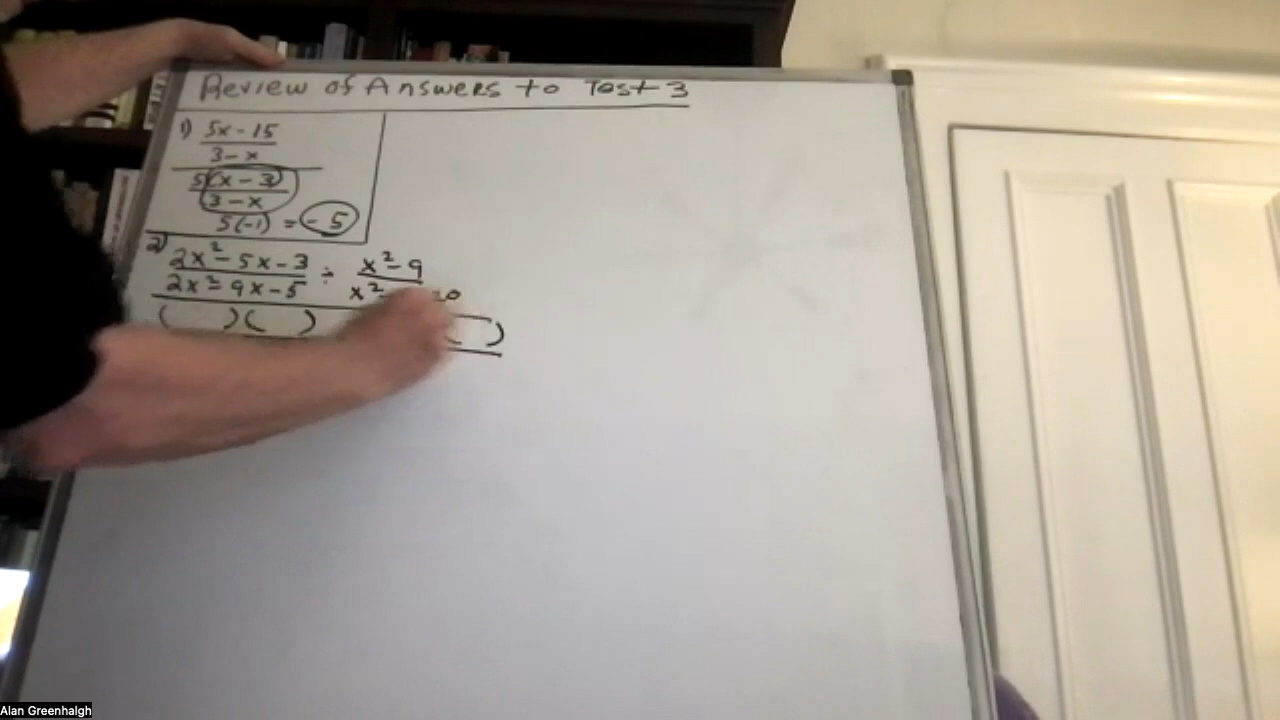 Review of Answers to Test 3
1) 5x - 15
3 - x
5(x - 3)
3 - x
5(-1) = - 5
2) 2x² - 5x - 3 ÷ x² - 9
2x² - 9x - 5 x²
( )( )
( )
Alan Greenhalgh